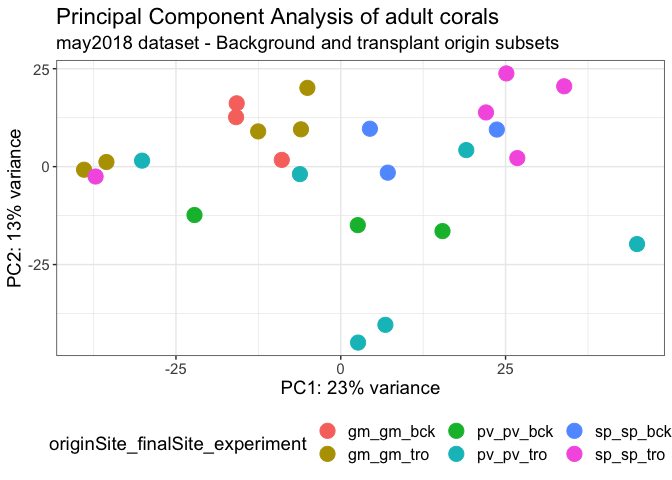 Principal Component Analysis of adult corals
may2018 dataset - Background and transplant origin subsets
25
0
-25
PC2: 13% variance
-25 0 25
PC1: 23% variance
originSite_finalSite_experiment
gm_gm_bck pv_pv_bck sp_sp_bck
gm_gm_tro pv_pv_tro sp_sp_tro